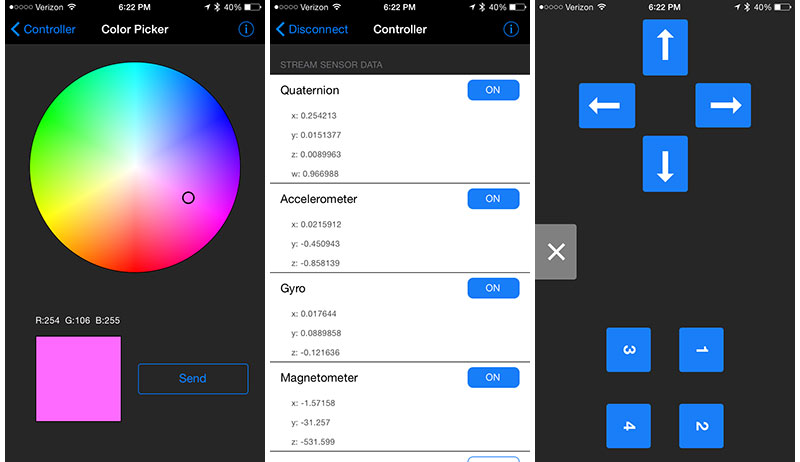 Verizon 6:22 PM 40%
Controller Color Picker
R:254 G:106 B:255
Send
Verizon 6:22 PM 40%
Disconnect Controller
STREAM SENSOR DATA
Quaternion ON
x: 0.254213
y: 0.0151377
z: 0.0089963
w: 0.966988
Accelerometer ON
x: 0.0215912
y: -0.450943
z: -0.858139
Gyro ON
x: 0.017644
y: 0.0889858
z: -0.121636
Magnetometer ON
x: -1.57158
y: -31.257
z: -531.599
Verizon 6:22 PM 40%
3 1
4 2